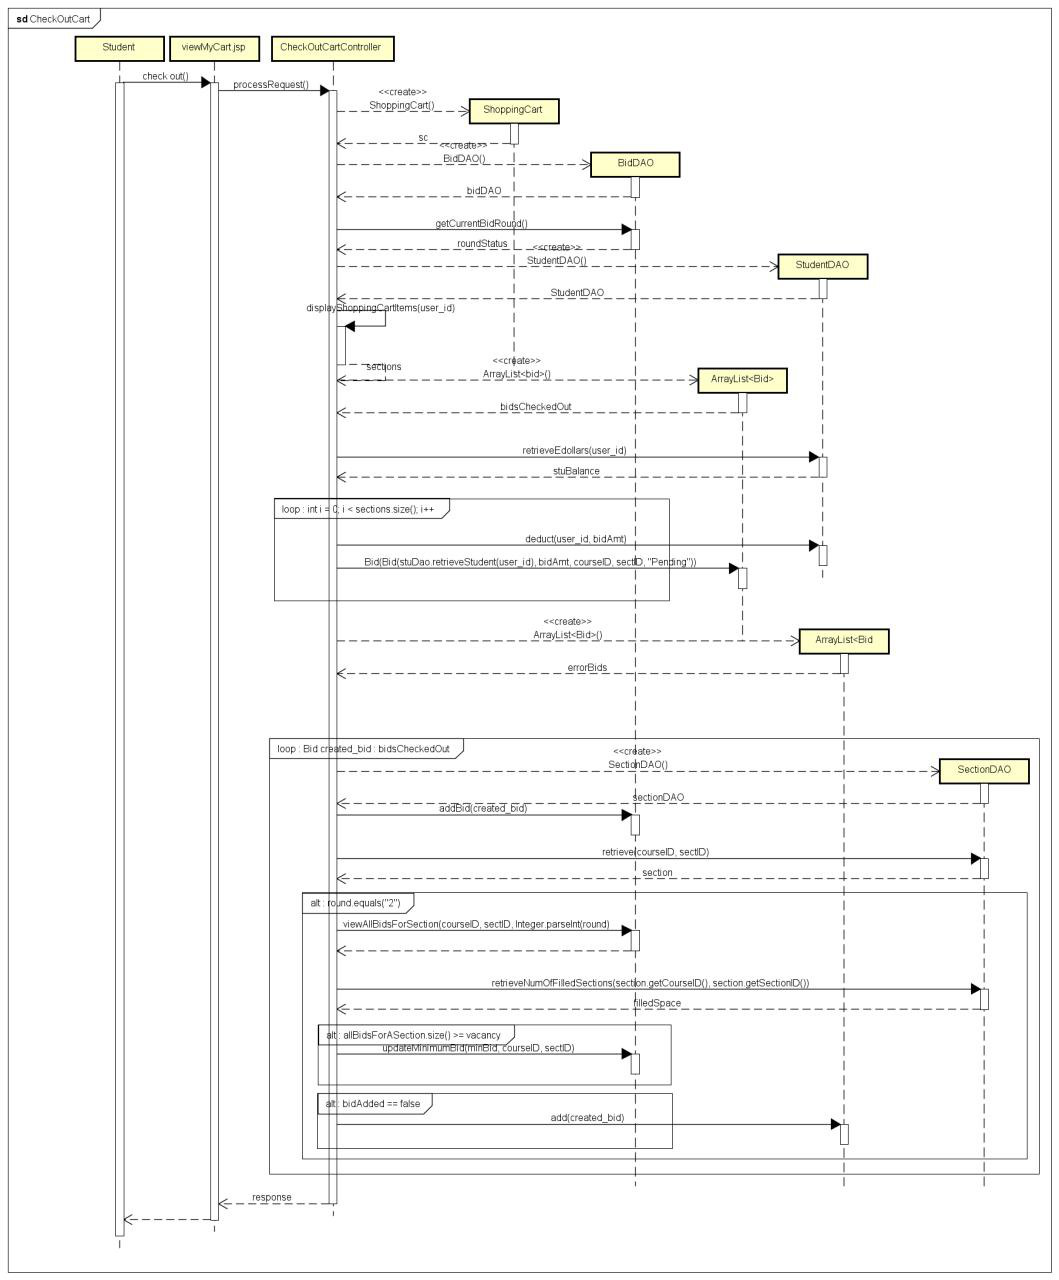 sd CheckOutCart
Student
viewMyCart.jsp
CheckOutCartController
check out()
processRequest()
<<create>>
ShoppingCart()
ShoppingCart
sc
<<create>>
BidDAO()
BidDAO
bidDAO
getCurrentBidRound()
roundStatus
<<create>>
StudentDAO()
StudentDAO
StudentDAO
displayShoppingCartItems(user_id)
sections
<<create>>
ArrayList<bid>()
ArrayList<Bid>
bidsCheckedOut
retrieveEdollars(user_id)
stuBalance
loop : int i = 0; i < sections.size(); i++
deduct(user_id, bidAmt)
Bid(Bid(stuDao.retrieveStudent(user_id), bidAmt, courseID, sectID, "Pending"))
<<create>>
ArrayList<Bid>()
ArrayList<Bid
errorBids
loop : Bid created_bid : bidsCheckedOut
<<create>>
SectionDAO()
SectionDAO
sectionDAO
addBid(created_bid)
retrieve(courseID, sectID)
section
alt : round.equals("2")
viewAllBidsForSection(courseID, sectID, Integer.parseInt(round)
retrieveNumOfFilledSections(section.getCourseID(), section.getSectionID())
filledSpace
alt : allBidsForASection.size() >= vacancy
updateMinimumBid(minBid, courseID, sectID)
alt : bidAdded == false
add(created_bid)
response